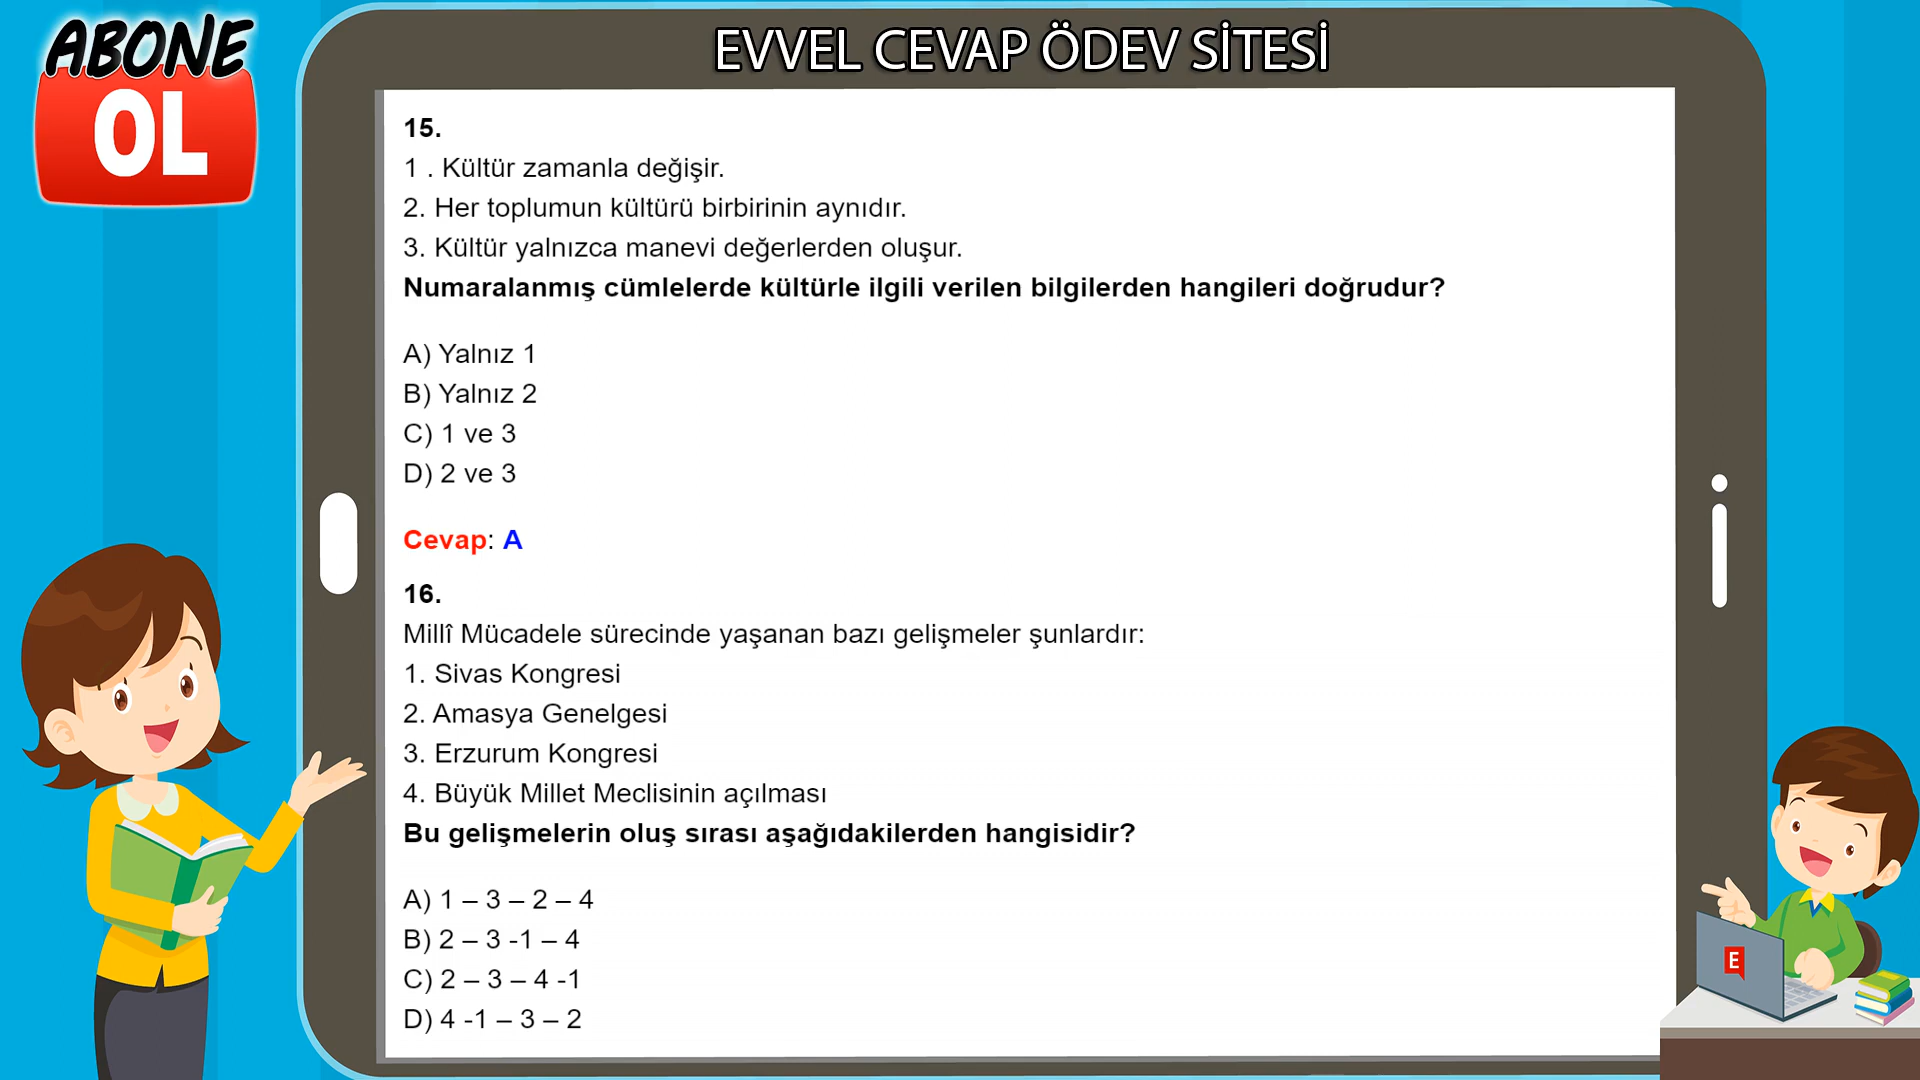 ABONE
OL
EVVEL CEVAP ÖDEV SİTESİ
15.
1 . Kültür zamanla değişir.
2. Her toplumun kültürü birbirinin aynıdır.
3. Kültür yalnızca manevi değerlerden oluşur.
Numaralanmış cümlelerde kültürle ilgili verilen bilgilerden hangileri doğrudur?
A) Yalnız 1
B) Yalnız 2
C) 1 ve 3
D) 2 ve 3
Cevap: A
16.
Millî Mücadele sürecinde yaşanan bazı gelişmeler şunlardır:
1. Sivas Kongresi
2. Amasya Genelgesi
3. Erzurum Kongresi
4. Büyük Millet Meclisinin açılması
Bu gelişmelerin oluş sırası aşağıdakilerden hangisidir?
A) 1 – 3 – 2 – 4
B) 2 – 3 -1 – 4
C) 2 – 3 – 4 -1
D) 4 -1 – 3 – 2
E